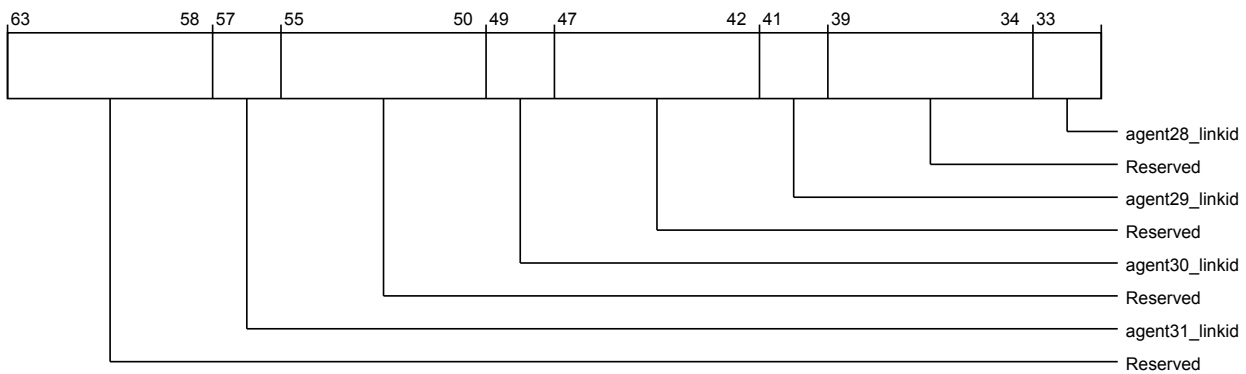 63 58 57 55 50 49 47 42 41 39 34 33
agent28_linkid
Reserved
agent29_linkid
Reserved
agent30_linkid
Reserved
agent31_linkid
Reserved